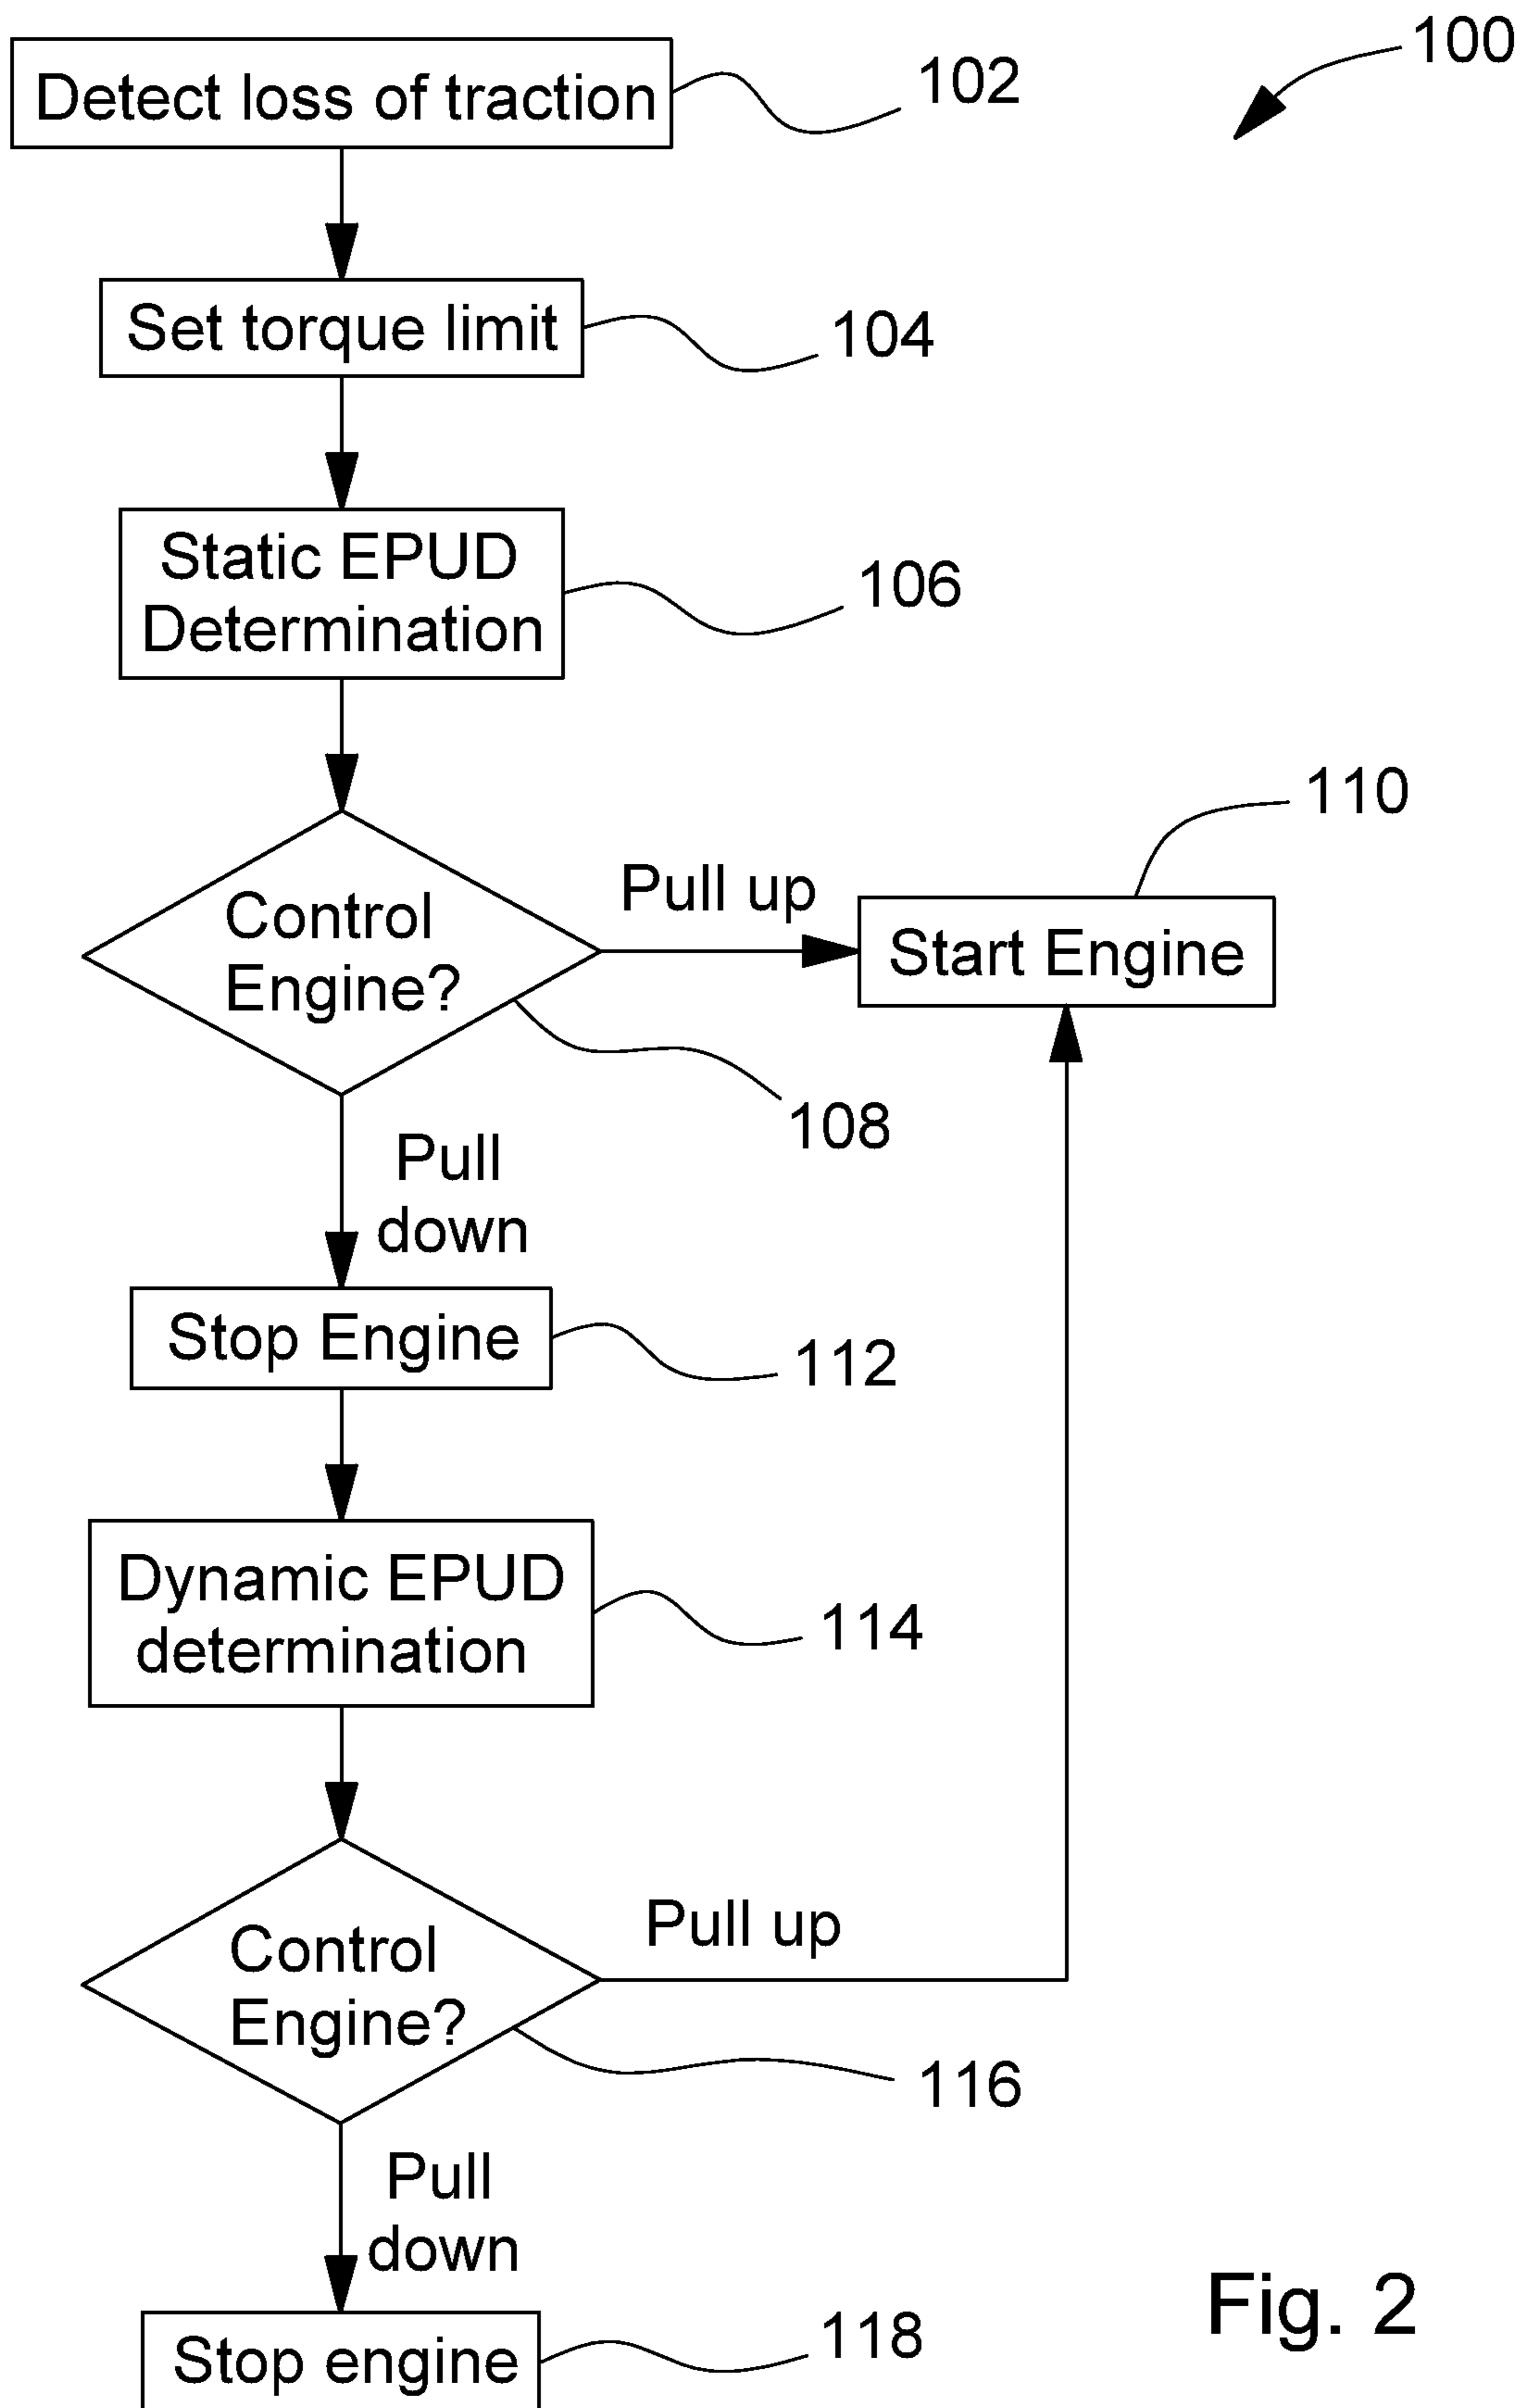 100
Detect loss of traction
102
Set torque limit
104
Static EPUD
Determination
106
Control
Engine?
108
Pull up
Start Engine
110
Pull
down
Stop Engine
112
Dynamic EPUD
determination
114
Control
Engine?
Pull up
116
Pull
down
Stop engine
118
Fig. 2